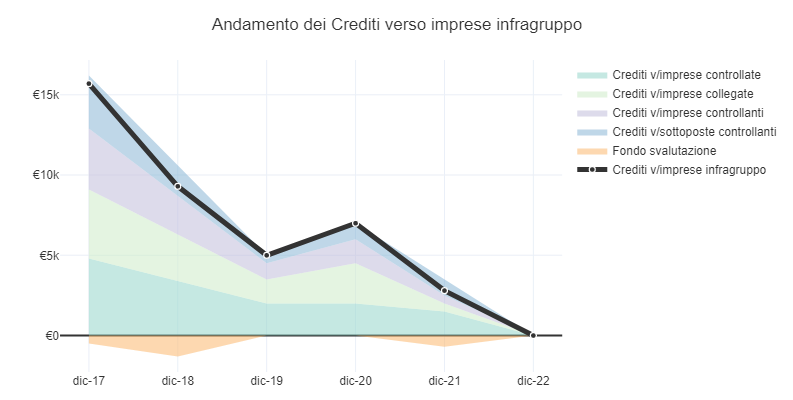 Andamento dei Crediti verso imprese infragruppo
€15k
€10k
€5k
€0
dic-17
dic-18
dic-19
dic-20
dic-21
dic-22
Crediti v/imprese controllate
Crediti v/imprese collegate
Crediti v/imprese controllanti
Crediti v/sottoposte controllanti
Fondo svalutazione
Crediti v/imprese infragruppo